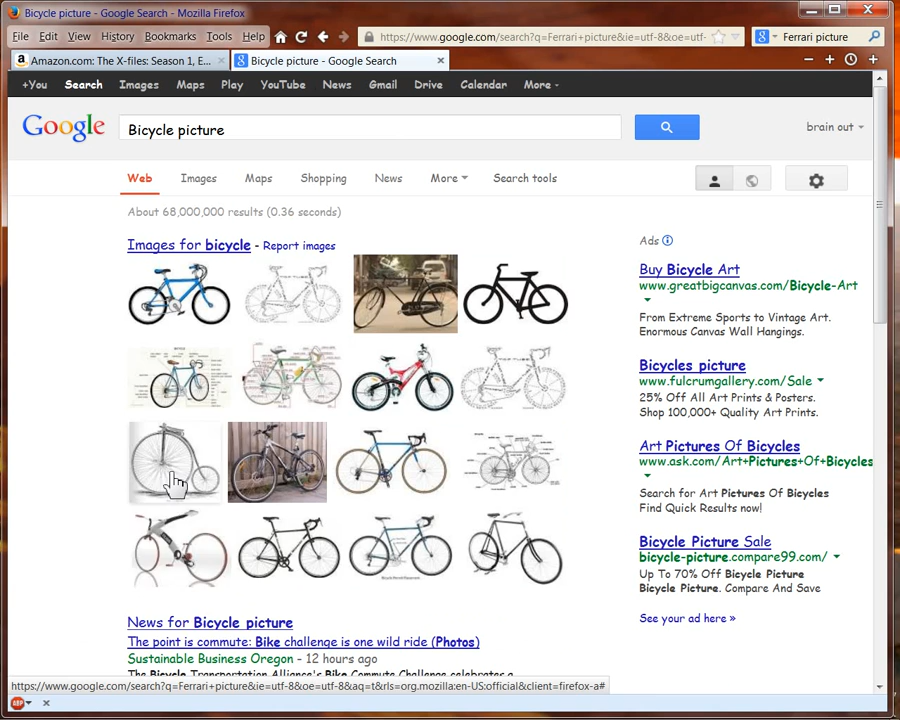 Bicycle picture - Google Search - Mozilla Firefox
File Edit View History Bookmarks Tools Help
https://www.google.com/search?q=Ferrari+picture&ie=utf-8&oe=utf-
Ferrari picture
Amazon.com: The X-files: Season 1, E...
Bicycle picture - Google Search
+You Search Images Maps Play YouTube News Gmail Drive Calendar More
Google
Bicycle picture
brain out
Web Images Maps Shopping News More Search tools
About 68,000,000 results (0.36 seconds)
Images for bicycle - Report images
Ads
Buy Bicycle Art
www.greatbigcanvas.com/Bicycle-Art
From Extreme Sports to Vintage Art.
Enormous Canvas Wall Hangings.
Bicycles picture
www.fulcrumgallery.com/Sale
25% Off All Art Prints & Posters.
Shop 100,000+ Quality Art Prints.
Art Pictures Of Bicycles
www.ask.com/Art+Pictures+Of+Bicycles
Search for Art Pictures Of Bicycles
Find Quick Results now!
Bicycle Picture Sale
bicycle-picture.compare99.com/
Up To 70% Off Bicycle Picture
Bicycle Picture. Compare And Save
See your ad here »
News for Bicycle picture
The point is commute: Bike challenge is one wild ride (Photos)
Sustainable Business Oregon - 12 hours ago
The Bicycle Transportation Alliance's Bike Commute Challenge celebrates a
https://www.google.com/search?q=Ferrari+picture&ie=utf-8&oe=utf-8&aq=t&rls=org.mozilla:en-US:official&client=firefox-a#
ABP